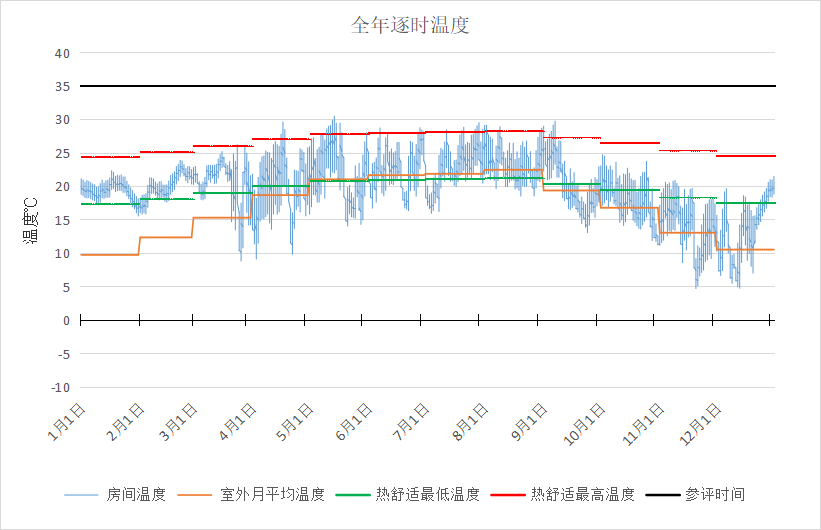 全年逐时温度
40
35
30
25
20
15
10
5
0
-5
-10
温度℃
1月1日
2月1日
3月1日
4月1日
5月1日
6月1日
7月1日
8月1日
9月1日
10月1日
11月1日
12月1日
房间温度 室外月平均温度 热舒适最低温度 热舒适最高温度 参评时间